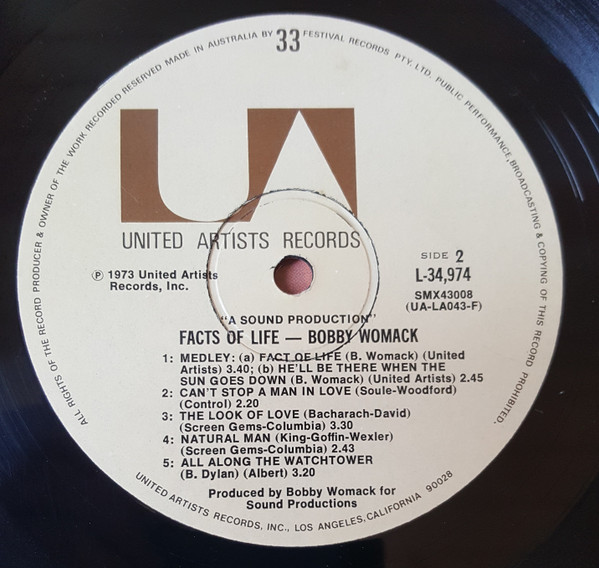 ALL RIGHTS OF THE RECORD PRODUCER & OWNER OF THE WORK RECORDED RESERVED MADE IN AUSTRALIA BY FESTIVAL RECORDS PTY. LTD. PUBLIC PERFORMANCE, BROADCASTING & COPYING OF THIS RECORD PROHIBITED.
33
UA
UNITED ARTISTS RECORDS
SIDE 2
L-34,974
SMX43008
(UA-LA043-F)
Ⓟ 1973 United Artists
Records, Inc.
"A SOUND PRODUCTION"
FACTS OF LIFE — BOBBY WOMACK
1: MEDLEY: (a) FACT OF LIFE (B. Womack) (United
Artists) 3.40; (b) HE'LL BE THERE WHEN THE
SUN GOES DOWN (B. Womack) (United Artists) 2.45
2: CAN'T STOP A MAN IN LOVE (Soule-Woodford)
(Control) 2.20
3: THE LOOK OF LOVE (Bacharach-David)
(Screen Gems-Columbia) 3.30
4: NATURAL MAN (King-Goffin-Wexler)
(Screen Gems-Columbia) 2.43
5: ALL ALONG THE WATCHTOWER
(B. Dylan) (Albert) 3.20
Produced by Bobby Womack for
Sound Productions
UNITED ARTISTS RECORDS, INC., LOS ANGELES, CALIFORNIA 90028